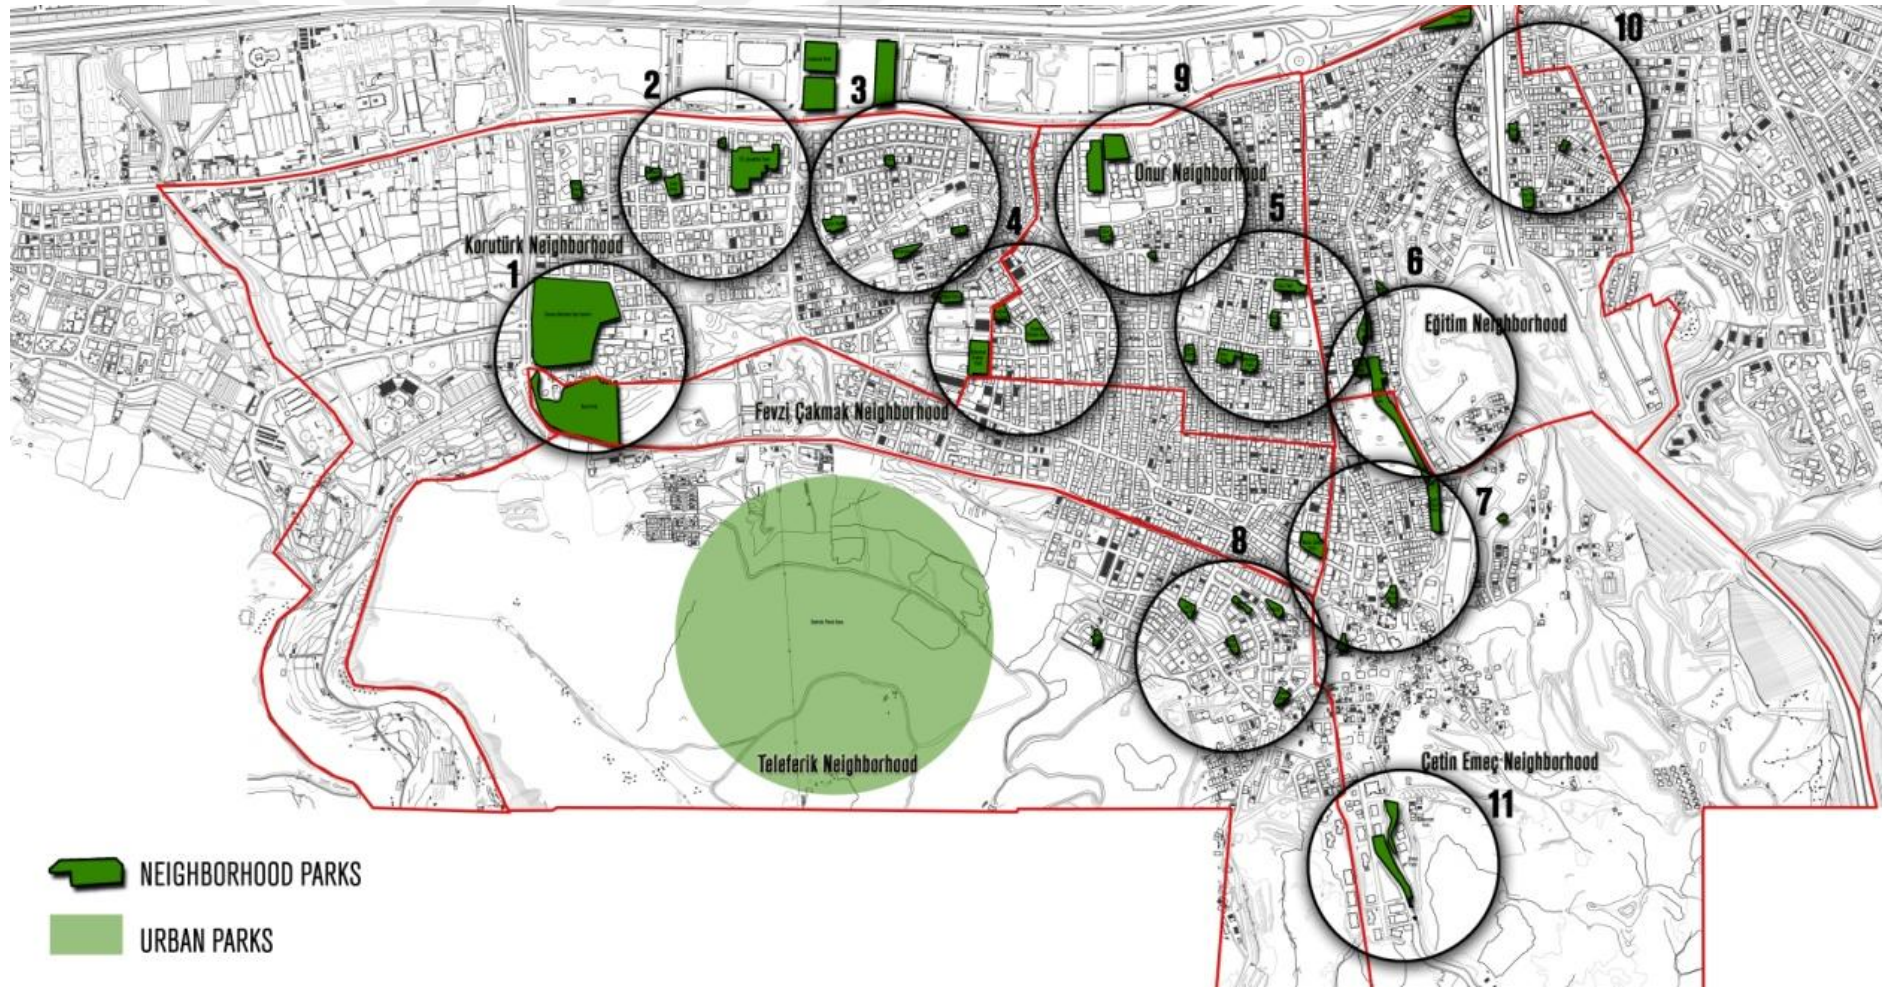 10
2
3
9
Onur Neighborhood
5
4
Korutürk Neighborhood
1
6
Eğitim Neighborhood
Fevzi Çakmak Neighborhood
7
8
Teleferik Neighborhood
Çetin Emeç Neighborhood
11
NEIGHBORHOOD PARKS
URBAN PARKS